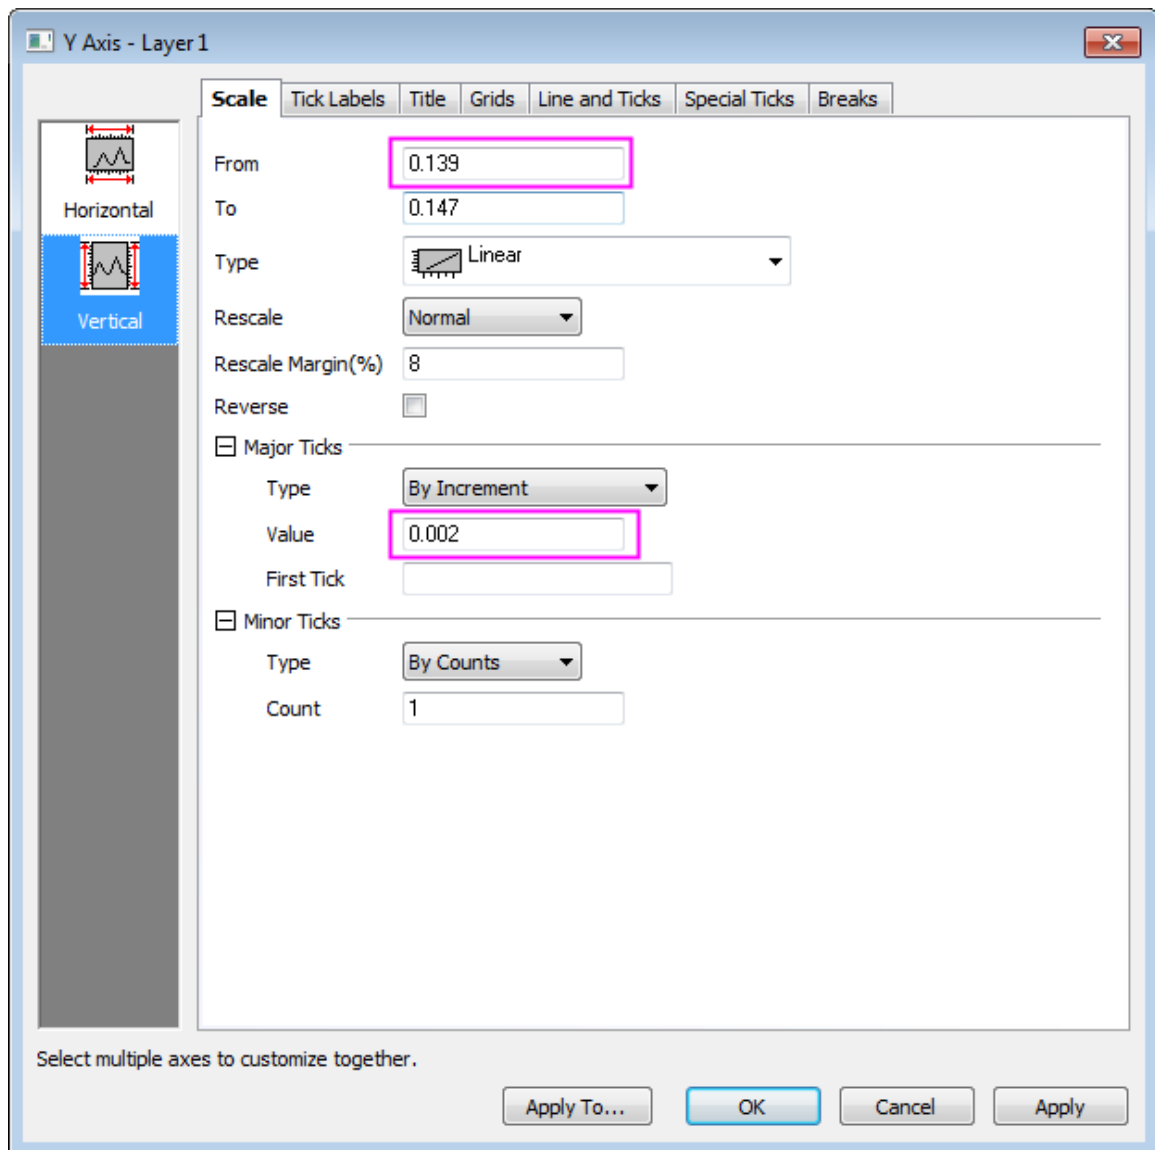 Y Axis - Layer 1
Scale Tick Labels Title Grids Line and Ticks Special Ticks Breaks
Horizontal
Vertical
From 0.139
To 0.147
Type Linear
Rescale Normal
Rescale Margin(%) 8
Reverse
Major Ticks
Type By Increment
Value 0.002
First Tick
Minor Ticks
Type By Counts
Count 1
Select multiple axes to customize together.
Apply To... OK Cancel Apply